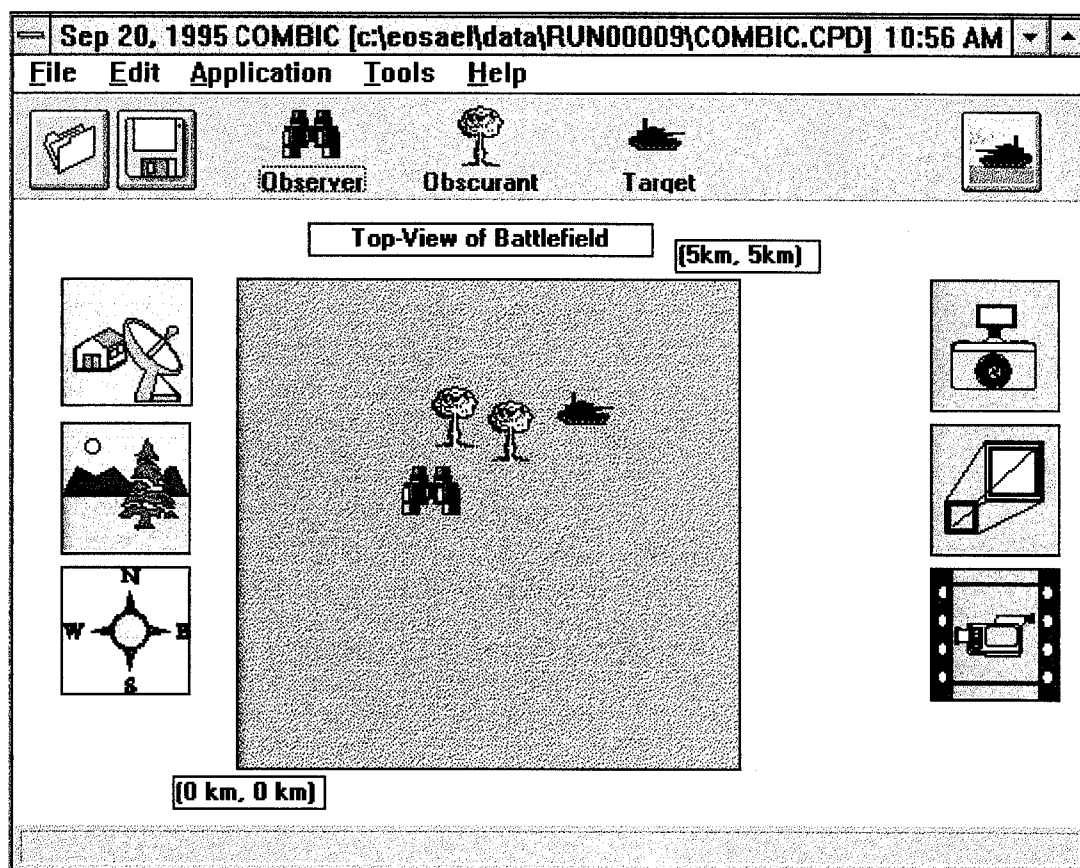 Sep 20, 1995 COMBIC [c:\eosael\data\RUN00009\COMBIC.CPD] 10:56 AM
File Edit Application Tools Help
Observer Obscurant Target
Top-View of Battlefield
(5km, 5km)
N
W E
S
(0 km, 0 km)